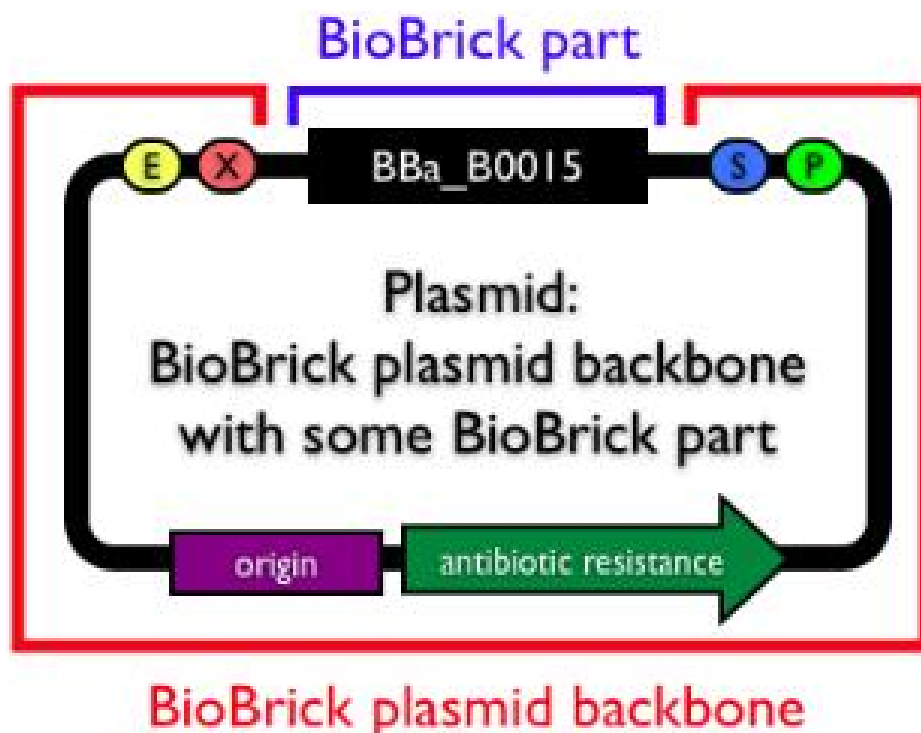 BioBrick part
E X BBa_B0015 S P
Plasmid:
BioBrick plasmid backbone
with some BioBrick part
origin antibiotic resistance
BioBrick plasmid backbone